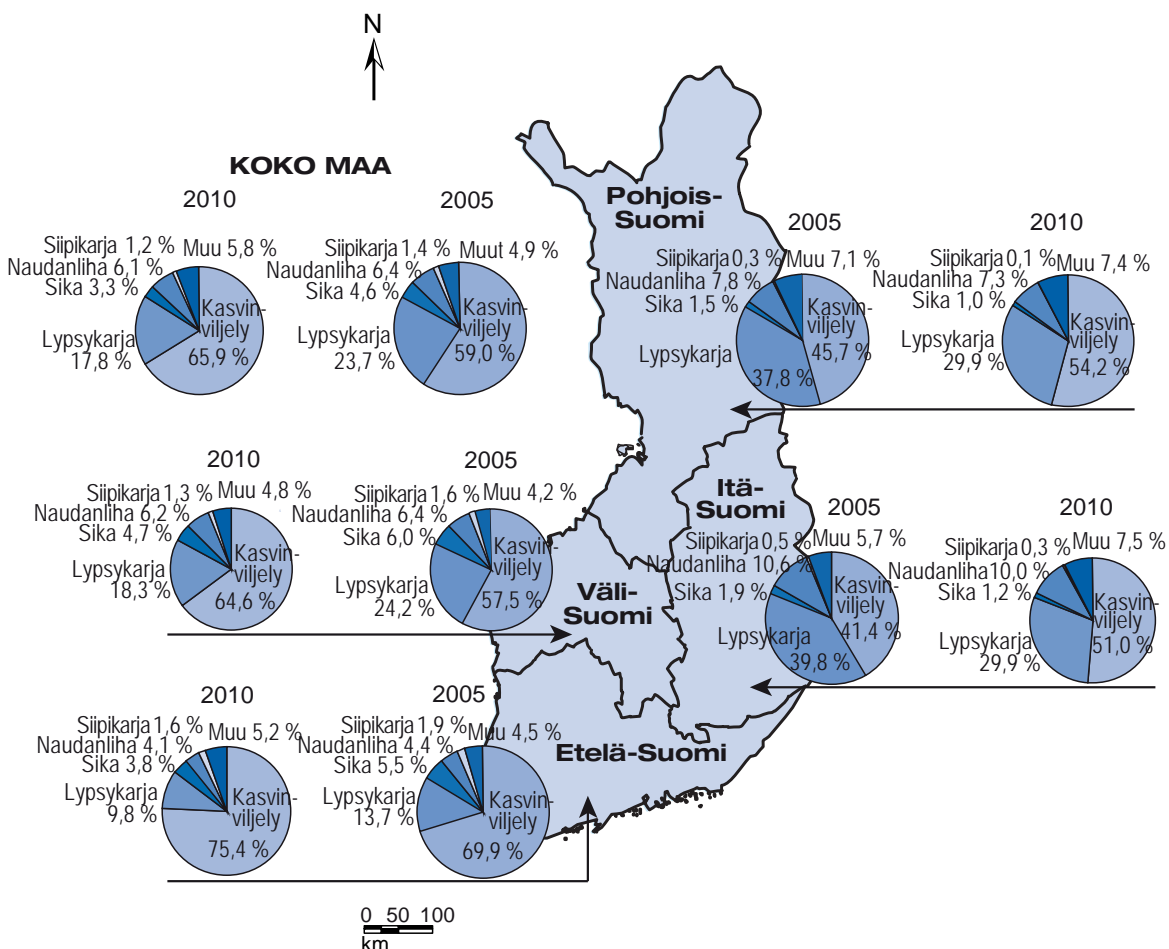 N
KOKO MAA
2010
Siipikarja 1,2 %
Muu 5,8 %
Naudanliha 6,1 %
Sika 3,3 %
Lypsykarja
17,8 %
Kasvin-
viljely
65,9 %
2005
Siipikarja 1,4 %
Muut 4,9 %
Naudanliha 6,4 %
Sika 4,6 %
Lypsykarja
23,7 %
Kasvin-
viljely
59,0 %
Pohjois-
Suomi
2005
Siipikarja 0,3 %
Muu 7,1 %
Naudanliha 7,8 %
Sika 1,5 %
Lypsykarja
37,8 %
Kasvin-
viljely
45,7 %
2010
Siipikarja 0,1 %
Muu 7,4 %
Naudanliha 7,3 %
Sika 1,0 %
Lypsykarja
29,9 %
Kasvin-
viljely
54,2 %
2010
Siipikarja 1,3 %
Muu 4,8 %
Naudanliha 6,2 %
Sika 4,7 %
Lypsykarja
18,3 %
Kasvin-
viljely
64,6 %
2005
Siipikarja 1,6 %
Muu 4,2 %
Naudanliha 6,4 %
Sika 6,0 %
Lypsykarja
24,2 %
Kasvin-
viljely
57,5 %
Väli-
Suomi
Itä-
Suomi
2005
Siipikarja 0,5 %
Muu 5,7 %
Naudanliha 10,6 %
Sika 1,9 %
Lypsykarja
39,8 %
Kasvin-
viljely
41,4 %
2010
Siipikarja 0,3 %
Muu 7,5 %
Naudanliha 10,0 %
Sika 1,2 %
Lypsykarja
29,9 %
Kasvin-
viljely
51,0 %
2010
Siipikarja 1,6 %
Muu 5,2 %
Naudanliha 4,1 %
Sika 3,8 %
Lypsykarja
9,8 %
Kasvin-
viljely
75,4 %
2005
Siipikarja 1,9 %
Muu 4,5 %
Naudanliha 4,4 %
Sika 5,5 %
Lypsykarja
13,7 %
Kasvin-
viljely
69,9 %
Etelä-Suomi
0 50 100
km